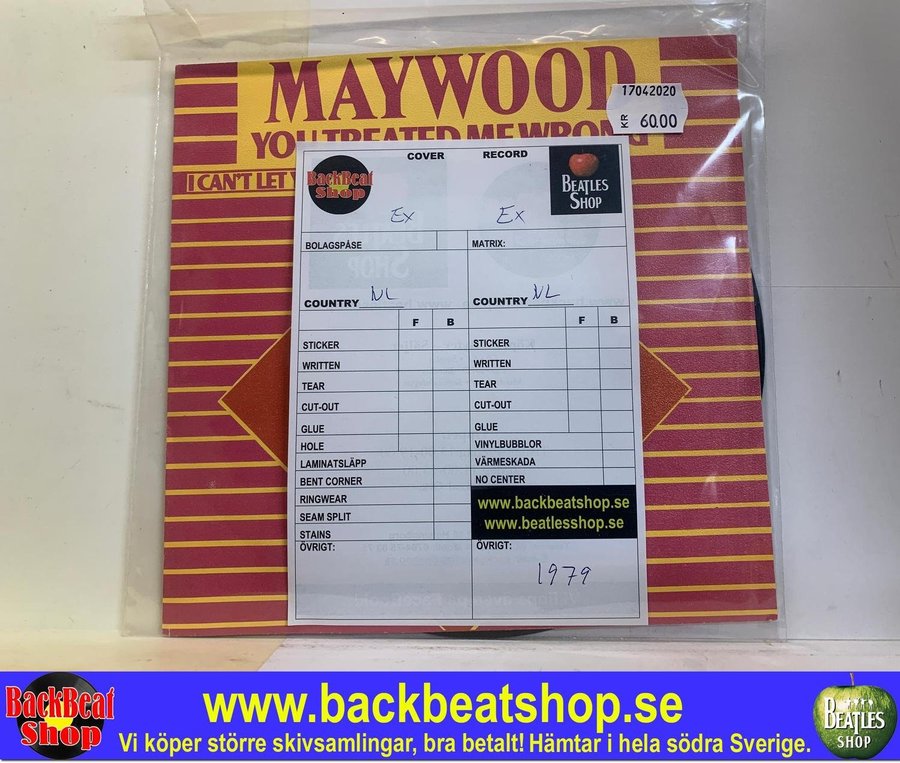 MAYWOOD
17042020
KR 60.00
YOU TREATED ME WRONG
I CAN'T LET
COVER RECORD
BackBeat
Shop
BEATLES
SHOP
Ex Ex
BOLAGSPÅSE MATRIX:
COUNTRY NL COUNTRY NL
F B F B
STICKER STICKER
WRITTEN WRITTEN
TEAR TEAR
CUT-OUT CUT-OUT
GLUE GLUE
HOLE VINYLBUBBLOR
LAMINATSLÄPP VÄRMESKADA
BENT CORNER NO CENTER
RINGWEAR
www.backbeatshop.se
SEAM SPLIT
www.beatlesshop.se
STAINS
ÖVRIGT: ÖVRIGT:
1979
BackBeat
Shop
www.backbeatshop.se
Vi köper större skivsamlingar, bra betalt! Hämtar i hela södra Sverige.
BEATLES
SHOP